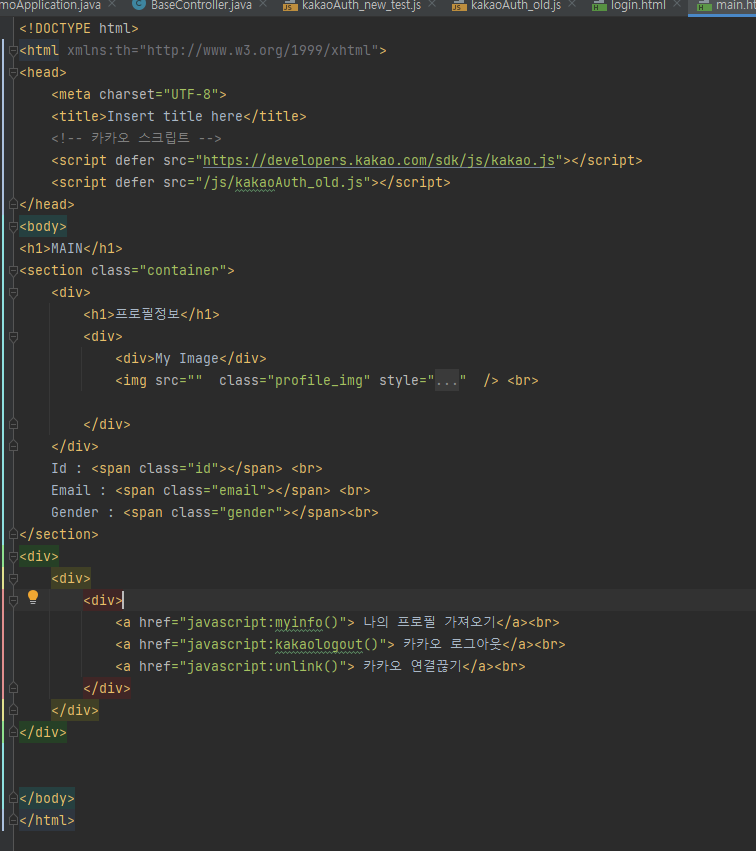 moApplication.java BaseController.java kakaoAuth_new_test.js kakaoAuth_old.js login.html main.ht
<!DOCTYPE html>
<html xmlns:th="http://www.w3.org/1999/xhtml">
<head>
    <meta charset="UTF-8">
    <title>Insert title here</title>
    <!-- 카카오 스크립트 -->
    <script defer src="https://developers.kakao.com/sdk/js/kakao.js"></script>
    <script defer src="/js/kakaoAuth_old.js"></script>
</head>
<body>
<h1>MAIN</h1>
<section class="container">
    <div>
        <h1>프로필정보</h1>
        <div>
            <div>My Image</div>
            <img src=""  class="profile_img" style="..."  /> <br>
        </div>
    </div>
    Id : <span class="id"></span> <br>
    Email : <span class="email"></span> <br>
    Gender : <span class="gender"></span><br>
</section>
<div>
    <div>
        <div>
            <a href="javascript:myinfo()"> 나의 프로필 가져오기</a><br>
            <a href="javascript:kakaologout()"> 카카오 로그아웃</a><br>
            <a href="javascript:unlink()"> 카카오 연결끊기</a><br>
        </div>
    </div>
</div>
</body>
</html>